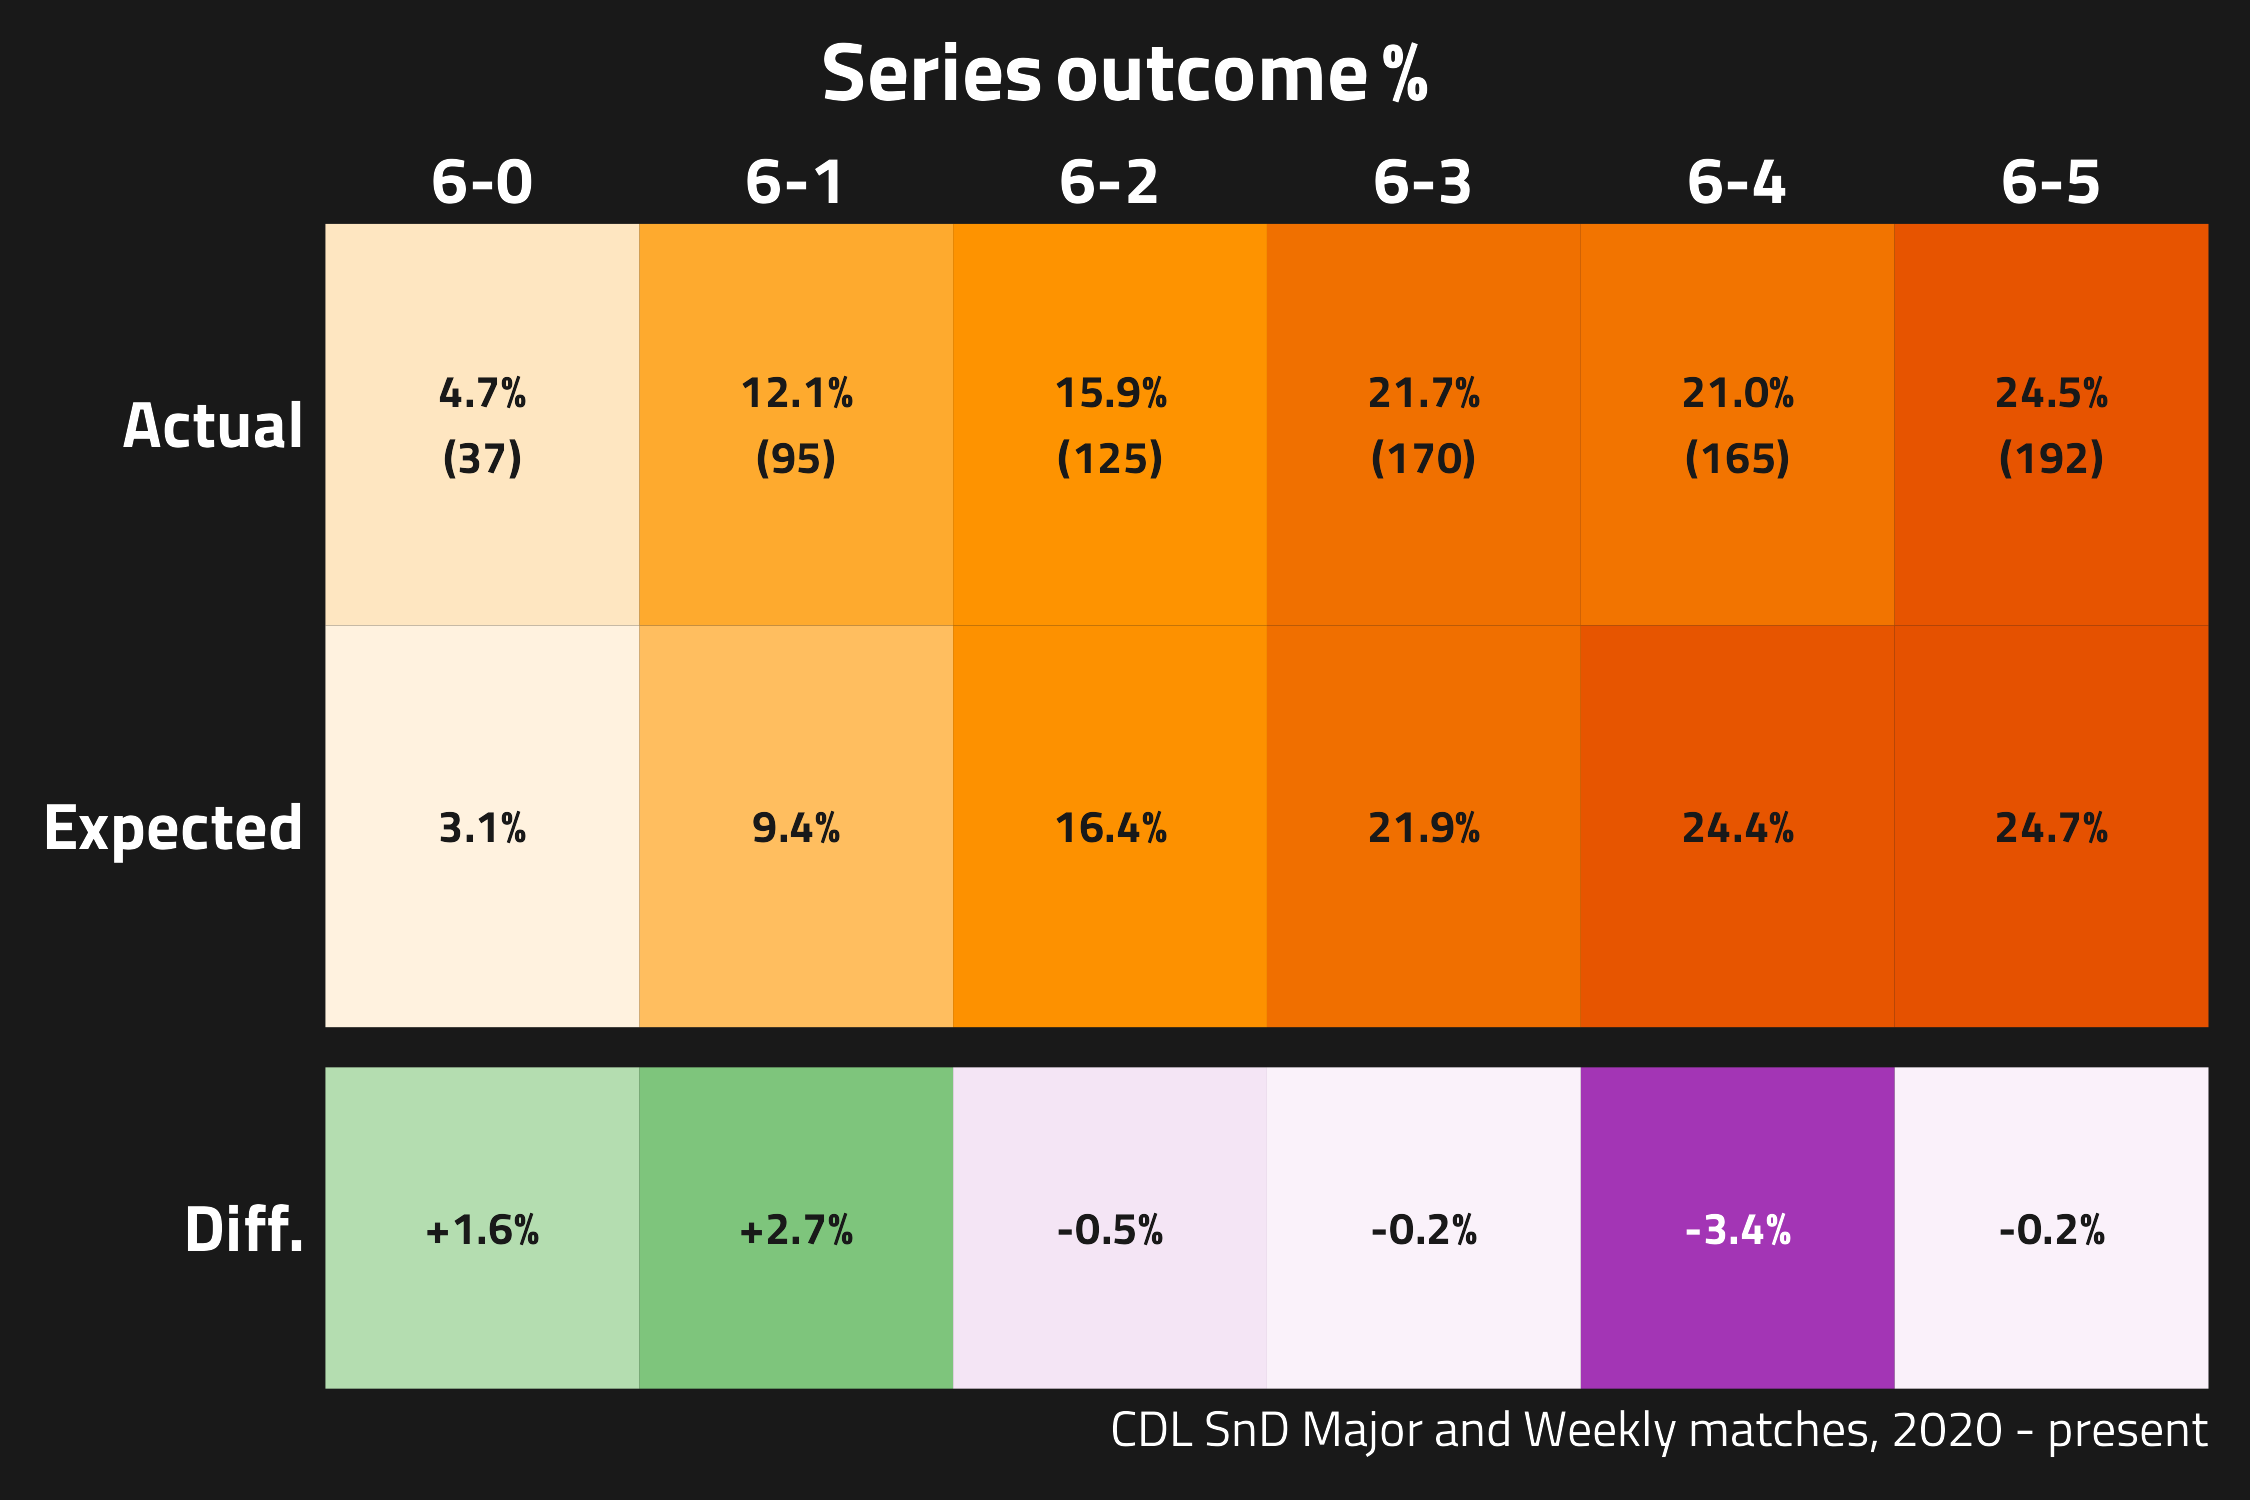 Series outcome %
6-0 6-1 6-2 6-3 6-4 6-5
Actual
4.7% 12.1% 15.9% 21.7% 21.0% 24.5%
(37) (95) (125) (170) (165) (192)
Expected 3.1% 9.4% 16.4% 21.9% 24.4% 24.7%
Diff. +1.6% +2.7% -0.5% -0.2% -3.4% -0.2%
CDL SnD Major and Weekly matches, 2020 - present